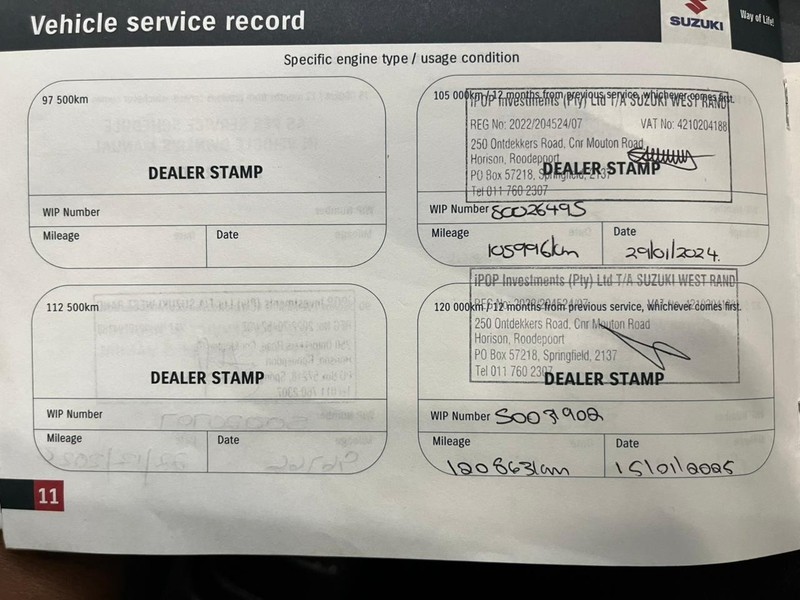 Vehicle service record
SUZUKI
Way of Life!
Specific engine type / usage condition
97 500km
DEALER STAMP
WIP Number
Mileage
Date
105 000km / 12 months from previous service, whichever comes first.
iPOP Investments (Pty) Ltd T/A SUZUKI WEST RAND
REG No: 2022/204524/07 VAT No: 4210204188
250 Ontdekkers Road, Cnr Mouton Road
Horison, Roodepoort
DEALER STAMP
PO Box 57218, Springfield, 2137
Tel 011 760 2307
WIP Number 80026495
Mileage
105996km
Date
29/01/2024.
112 500km
DEALER STAMP
WIP Number
Mileage
Date
iPOP Investments (Pty) Ltd T/A SUZUKI WEST RAND
120 000km / 12 months from previous service, whichever comes first.
250 Ontdekkers Road, Cnr Mouton Road
Horison, Roodepoort
PO Box 57218, Springfield, 2137
Tel 011 760 2307
DEALER STAMP
WIP Number
Mileage
120863km
Date
15/01/2025
11